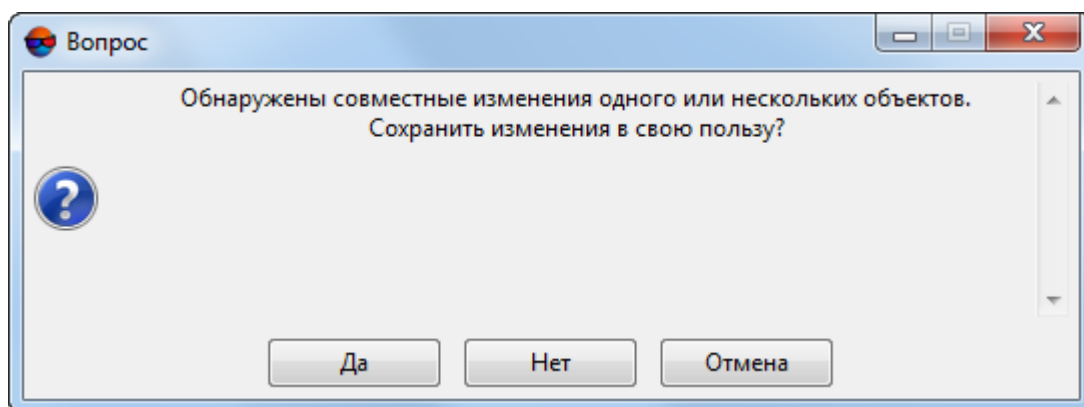 Вопрос
Обнаружены совместные изменения одного или нескольких объектов.
Сохранить изменения в свою пользу?
Да
Нет
Отмена